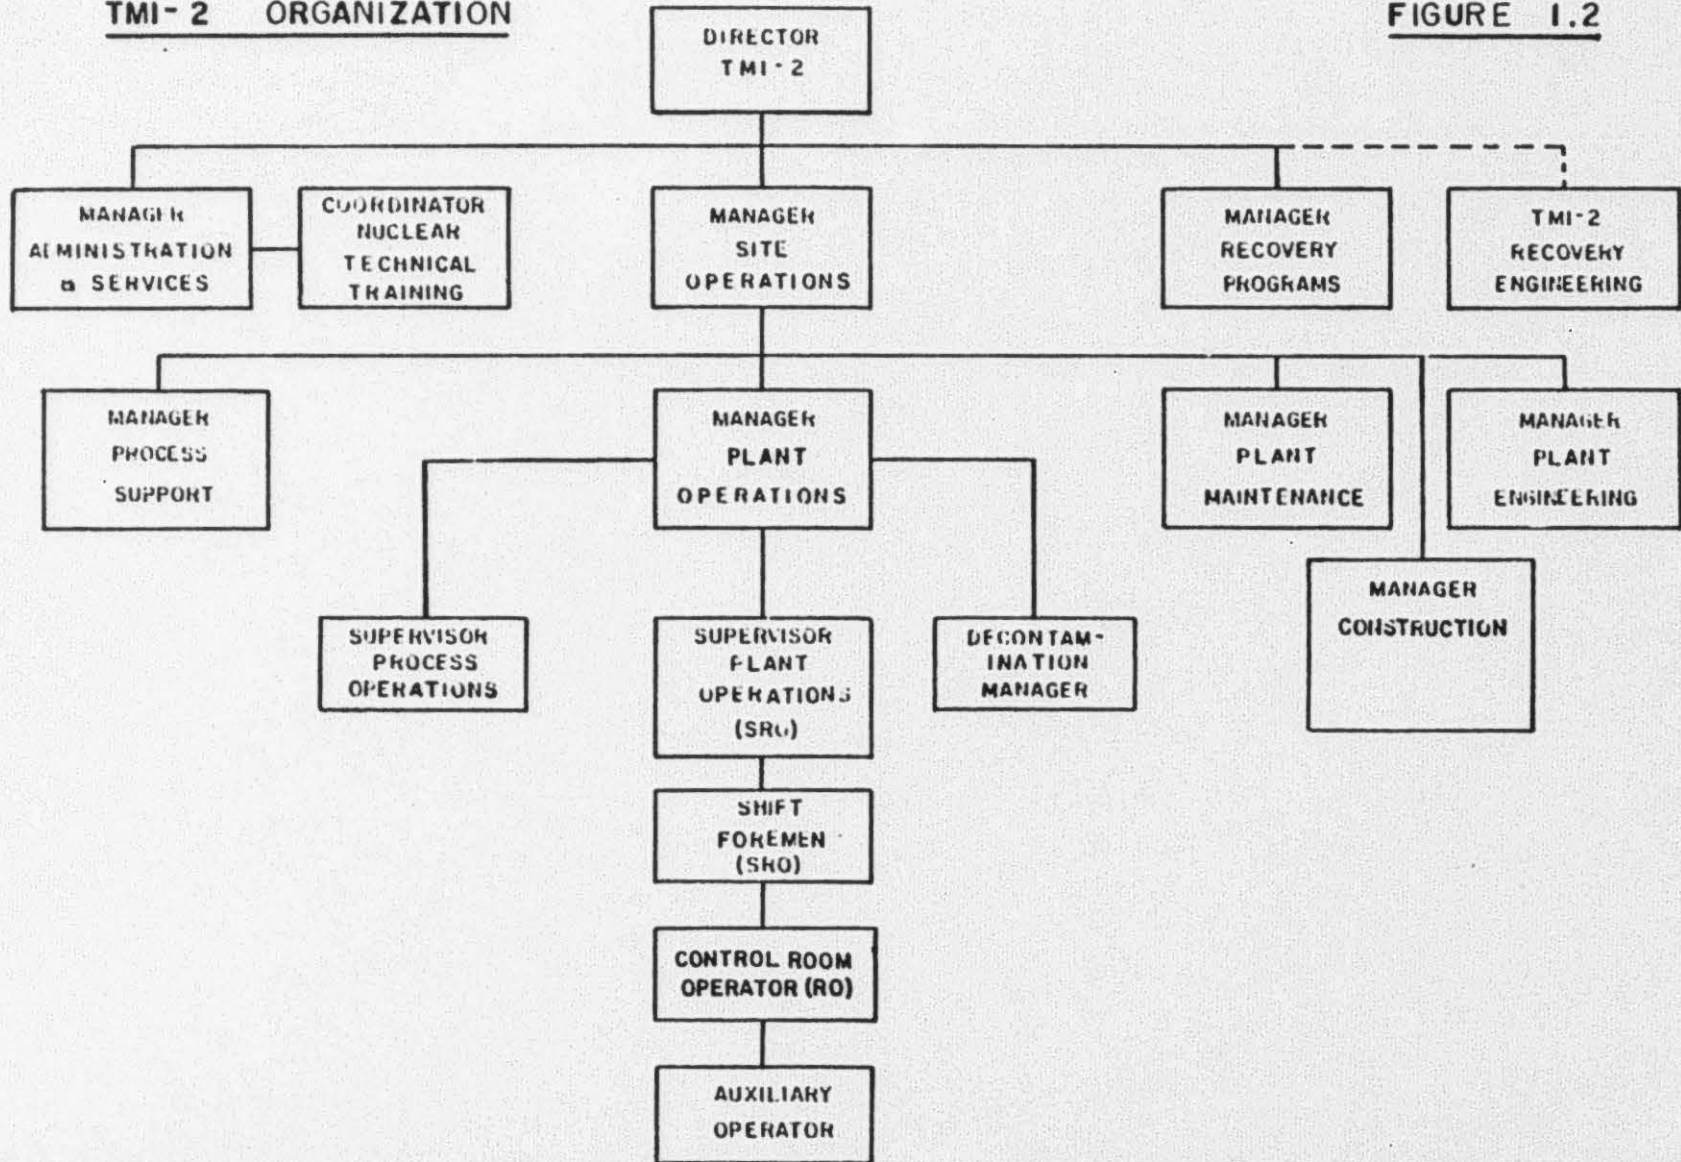 TMI-2 ORGANIZATION
FIGURE 1.2
DIRECTOR
TMI-2
MANAGER
ADMINISTRATION
& SERVICES
COORDINATOR
NUCLEAR
TECHNICAL
TRAINING
MANAGER
SITE
OPERATIONS
MANAGER
RECOVERY
PROGRAMS
TMI-2
RECOVERY
ENGINEERING
MANAGER
PROCESS
SUPPORT
MANAGER
PLANT
OPERATIONS
MANAGER
PLANT
MAINTENANCE
MANAGER
PLANT
ENGINEERING
MANAGER
CONSTRUCTION
SUPERVISOR
PROCESS
OPERATIONS
SUPERVISOR
PLANT
OPERATIONS
(SRO)
DECONTAM-
INATION
MANAGER
SHIFT
FOREMEN
(SRO)
CONTROL ROOM
OPERATOR (RO)
AUXILIARY
OPERATOR